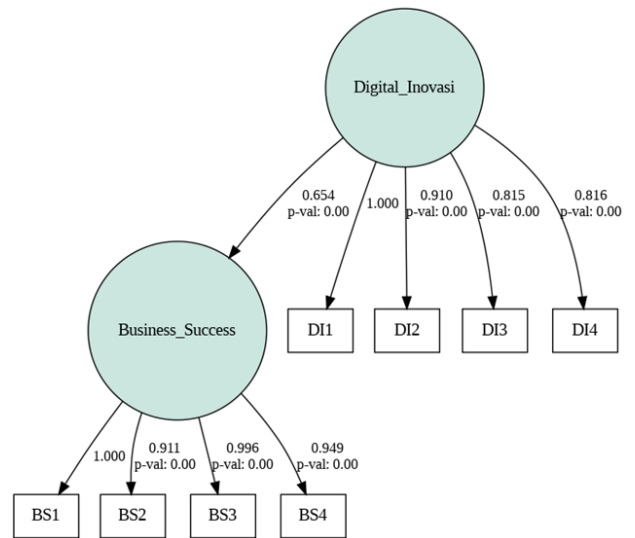 Digital_Inovasi
0.654
p-val: 0.00
1.000
0.910
p-val: 0.00
0.815
p-val: 0.00
0.816
p-val: 0.00
Business_Success
DI1
DI2
DI3
DI4
1.000
0.911
p-val: 0.00
0.996
p-val: 0.00
0.949
p-val: 0.00
BS1
BS2
BS3
BS4